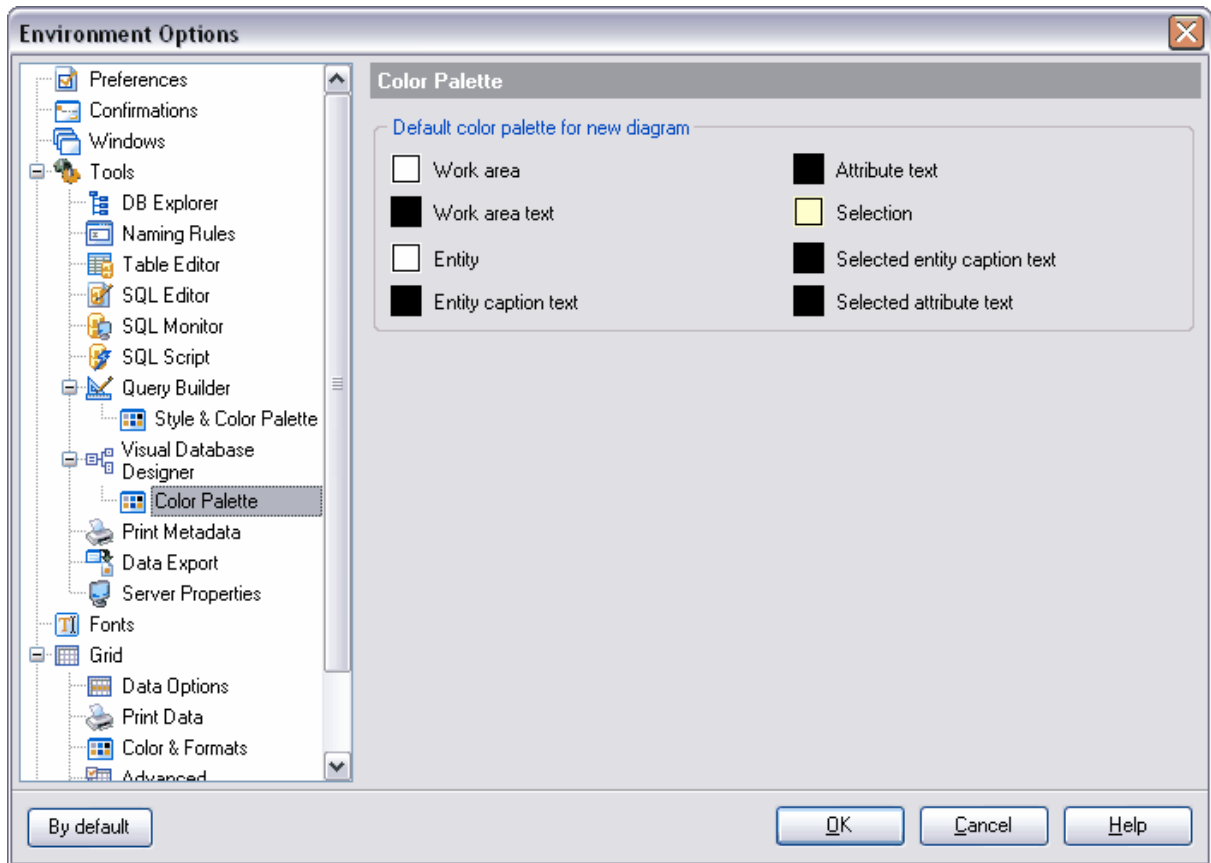 Environment Options
Preferences
Confirmations
Windows
Tools
DB Explorer
Naming Rules
Table Editor
SQL Editor
SQL Monitor
SQL Script
Query Builder
Style & Color Palette
Visual Database
Designer
Color Palette
Print Metadata
Data Export
Server Properties
Fonts
Grid
Data Options
Print Data
Color & Formats
Advanced
Color Palette
Default color palette for new diagram
Work area
Attribute text
Work area text
Selection
Entity
Selected entity caption text
Entity caption text
Selected attribute text
By default
OK
Cancel
Help